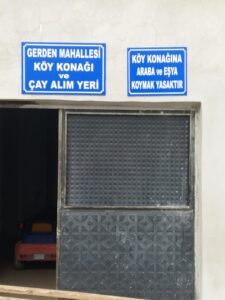 GERDEN MAHALLESİ
KÖY KONAĞI
ve
ÇAY ALIM YERİ
KÖY KONAĞINA
ARABA ve EŞYA
KOYMAK YASAKTIR